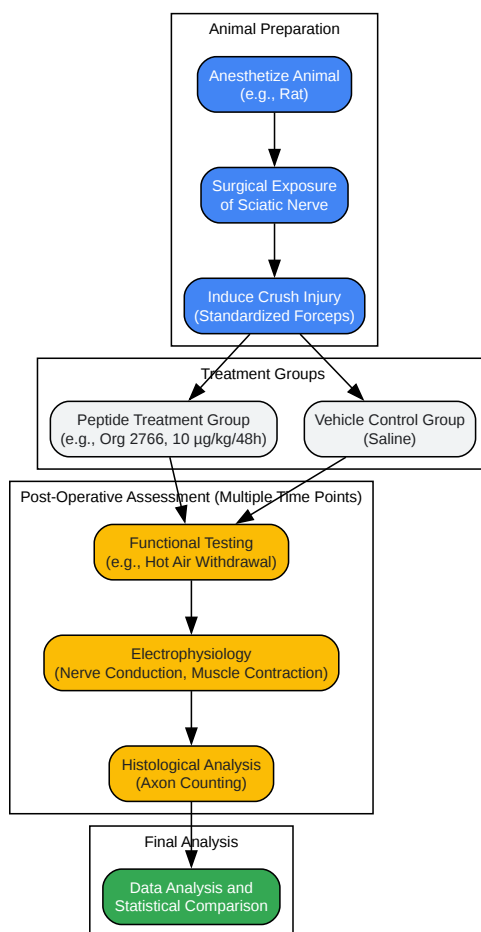 Animal Preparation
Anesthetize Animal
(e.g., Rat)
Surgical Exposure
of Sciatic Nerve
Induce Crush Injury
(Standardized Forceps)
Treatment Groups
Peptide Treatment Group
(e.g., Org 2766, 10 µg/kg/48h)
Vehicle Control Group
(Saline)
Post-Operative Assessment (Multiple Time Points)
Functional Testing
(e.g., Hot Air Withdrawal)
Electrophysiology
(Nerve Conduction, Muscle Contraction)
Histological Analysis
(Axon Counting)
Final Analysis
Data Analysis and
Statistical Comparison